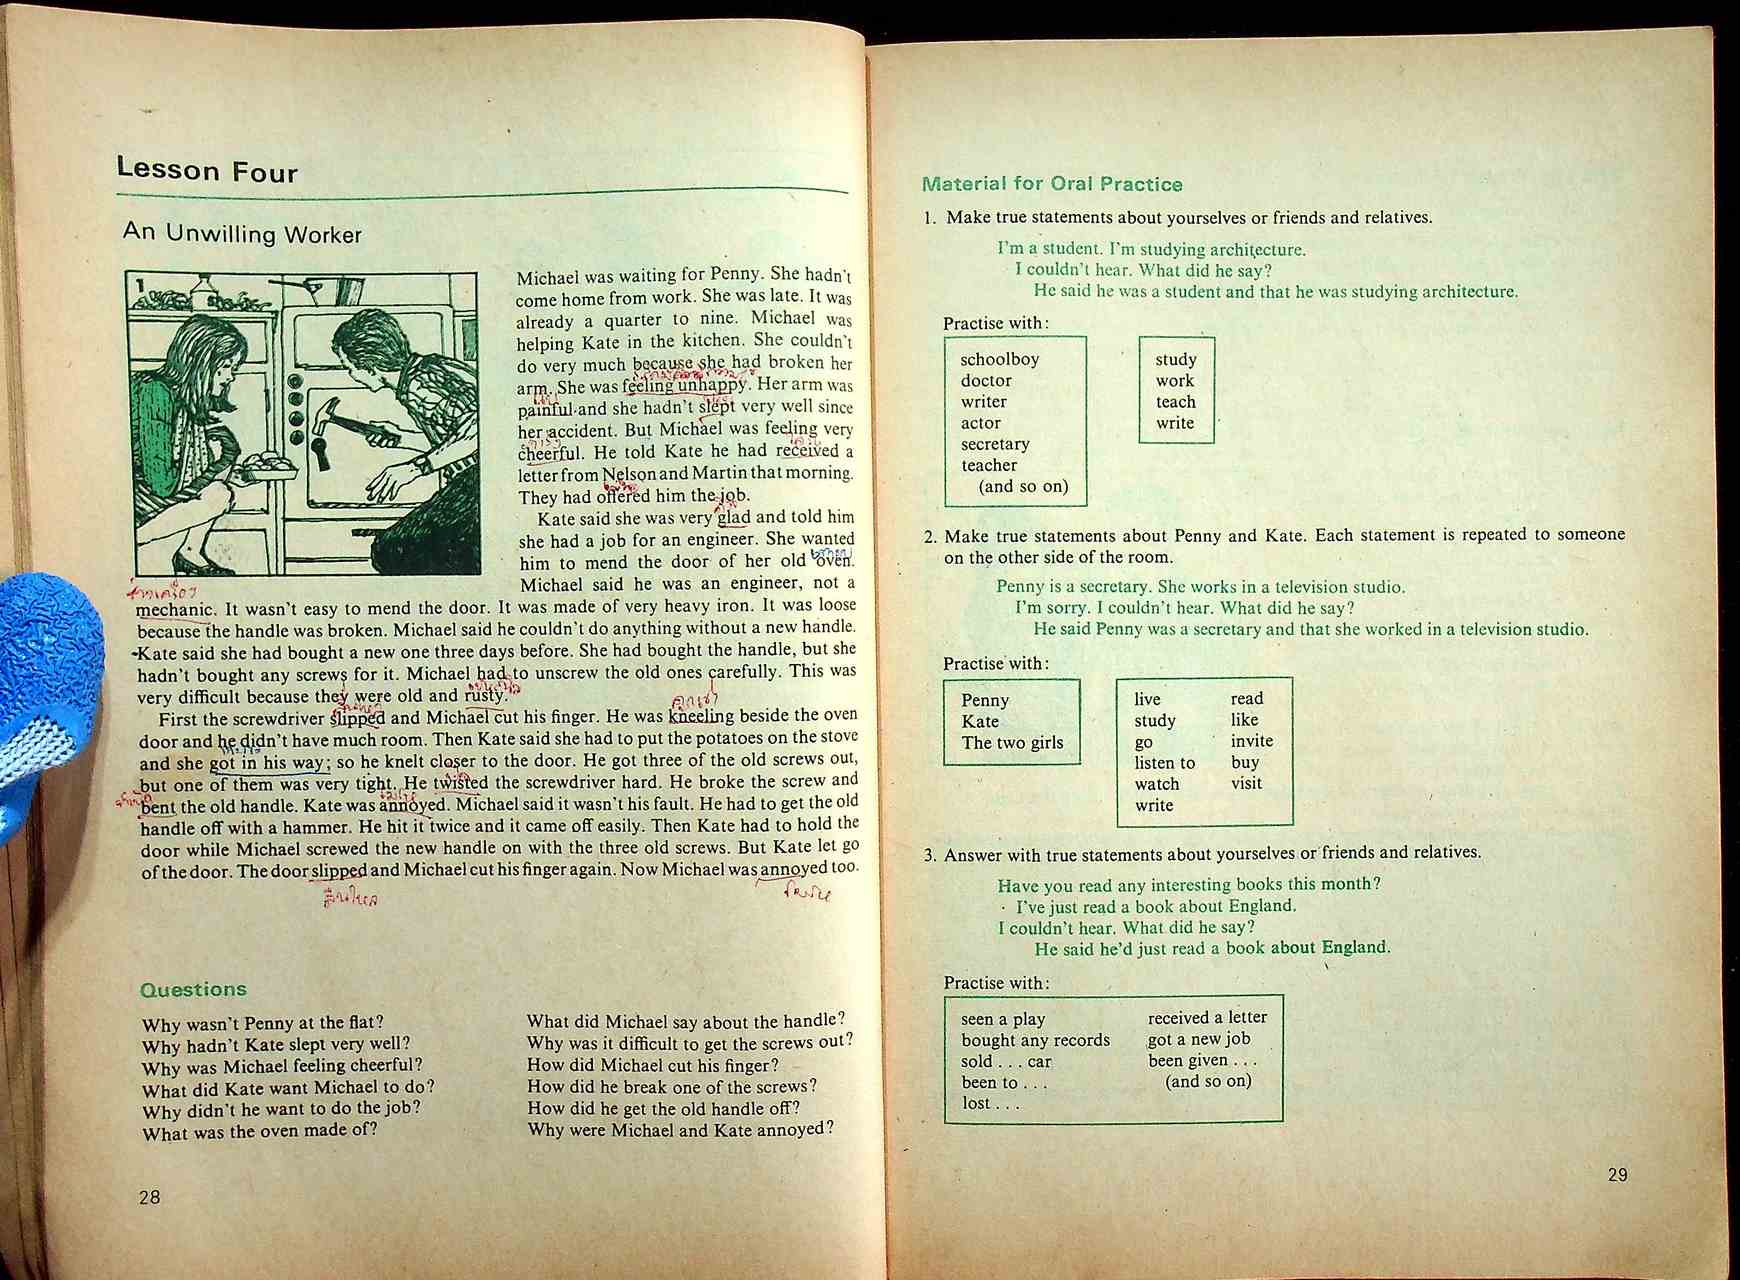 Lesson Four
An Unwilling Worker
1
Michael was waiting for Penny. She hadn't
come home from work. She was late. It was
already a quarter to nine. Michael was
helping Kate in the kitchen. She couldn't
do very much because she had broken her
arm. She was feeling unhappy. Her arm was
painful and she hadn't slept very well since
her accident. But Michael was feeling very
cheerful. He told Kate he had received a
letter from Nelson and Martin that morning.
They had offered him the job.
Kate said she was very glad and told him
she had a job for an engineer. She wanted
him to mend the door of her old oven.
Michael said he was an engineer, not a
mechanic. It wasn't easy to mend the door. It was made of very heavy iron. It was loose
because the handle was broken. Michael said he couldn't do anything without a new handle.
Kate said she had bought a new one three days before. She had bought the handle, but she
hadn't bought any screws for it. Michael had to unscrew the old ones carefully. This was
very difficult because they were old and rusty.
First the screwdriver slipped and Michael cut his finger. He was kneeling beside the oven
door and he didn't have much room. Then Kate said she had to put the potatoes on the stove
and she got in his way; so he knelt closer to the door. He got three of the old screws out,
but one of them was very tight. He twisted the screwdriver hard. He broke the screw and
bent the old handle. Kate was annoyed. Michael said it wasn't his fault. He had to get the old
handle off with a hammer. He hit it twice and it came off easily. Then Kate had to hold the
door while Michael screwed the new handle on with the three old screws. But Kate let go
of the door. The door slipped and Michael cut his finger again. Now Michael was annoyed too.
Questions
Why wasn't Penny at the flat?
Why hadn't Kate slept very well?
Why was Michael feeling cheerful?
What did Kate want Michael to do?
Why didn't he want to do the job?
What was the oven made of?
What did Michael say about the handle?
Why was it difficult to get the screws out?
How did Michael cut his finger?
How did he break one of the screws?
How did he get the old handle off?
Why were Michael and Kate annoyed?
28
Material for Oral Practice
1. Make true statements about yourselves or friends and relatives.
I'm a student. I'm studying architecture.
I couldn't hear. What did he say?
He said he was a student and that he was studying architecture.
Practise with:
schoolboy
doctor
writer
actor
secretary
teacher
(and so on)
study
work
teach
write
2. Make true statements about Penny and Kate. Each statement is repeated to someone
on the other side of the room.
Penny is a secretary. She works in a television studio.
I'm sorry. I couldn't hear. What did he say?
He said Penny was a secretary and that she worked in a television studio.
Practise with:
Penny
Kate
The two girls
live
study
go
listen to
watch
write
read
like
invite
buy
visit
3. Answer with true statements about yourselves or friends and relatives.
Have you read any interesting books this month?
I've just read a book about England.
I couldn't hear. What did he say?
He said he'd just read a book about England.
Practise with:
seen a play
bought any records
sold . . . car
been to . . .
lost . . .
received a letter
got a new job
been given . . .
(and so on)
29